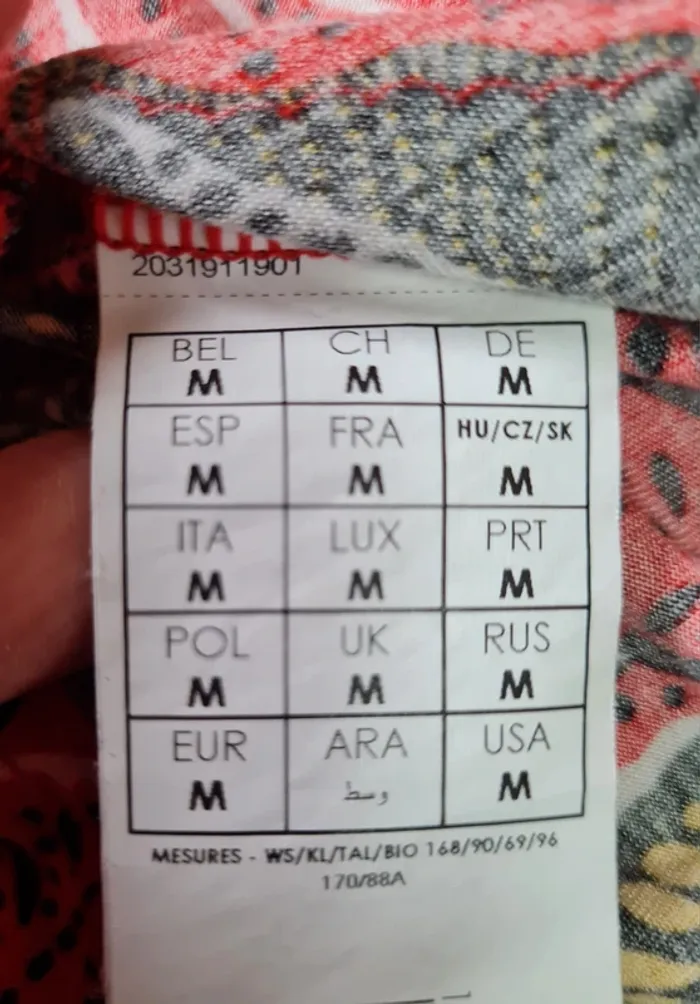 2031911901
BEL CH DE
M M M
ESP FRA HU/CZ/SK
M M M
ITA LUX PRT
M M M
POL UK RUS
M M M
EUR ARA USA
M وسط M
MESURES - WS/KL/TAL/BIO 168/90/69/96
170/88A